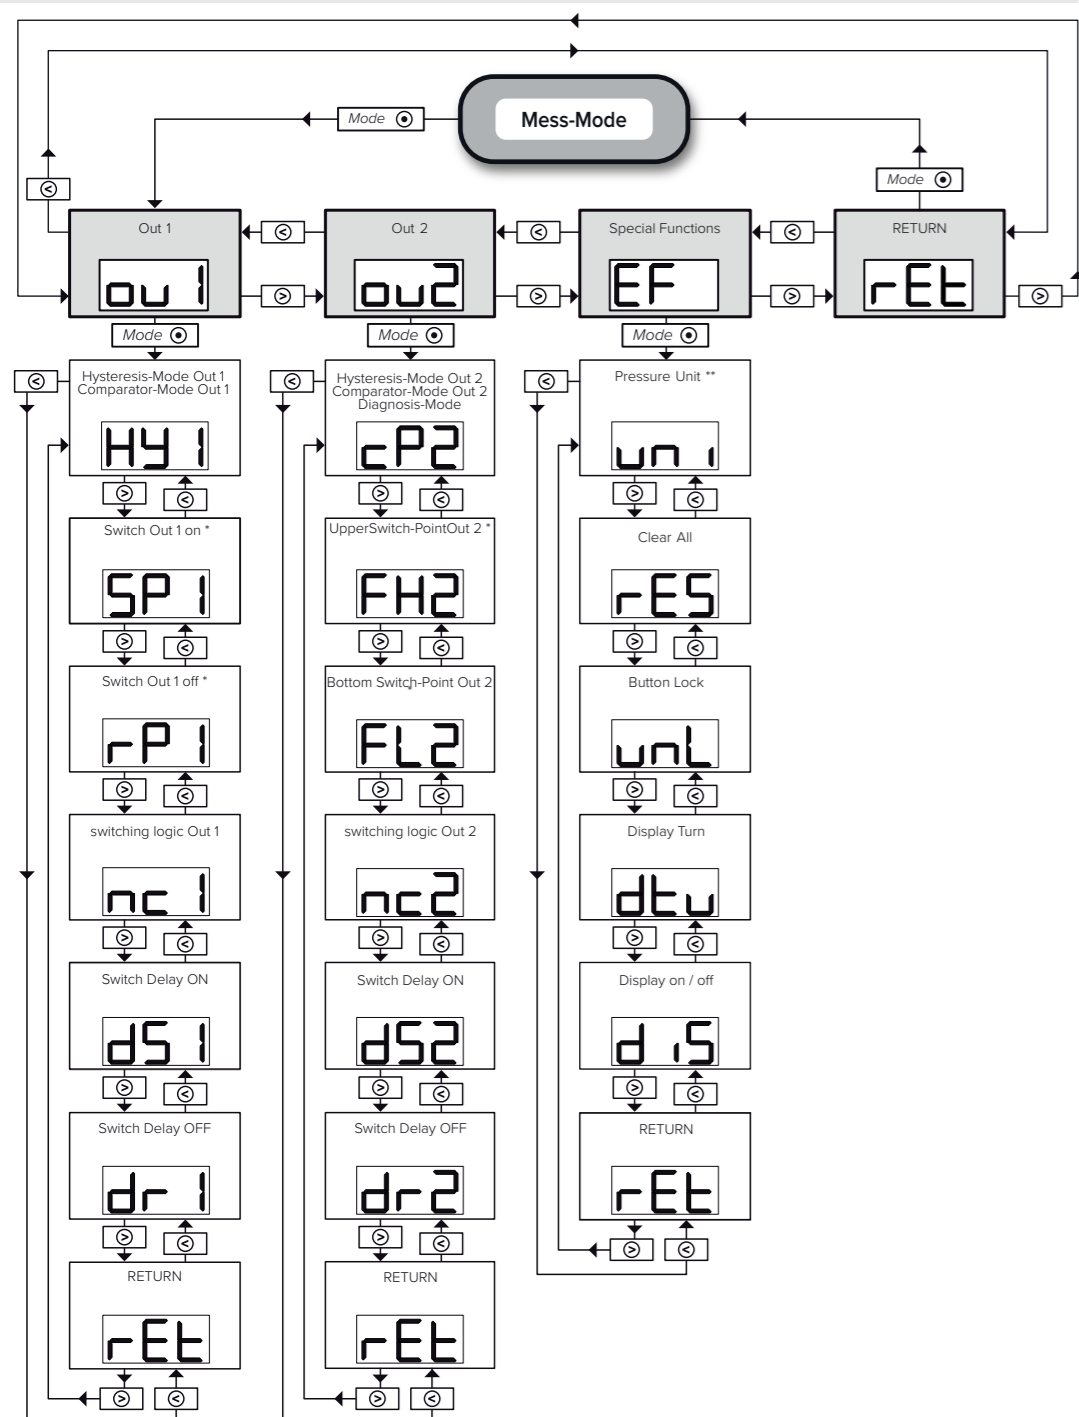 Mess-Mode
Mode
Mode
Out 1
ou1
Out 2
ou2
Special Functions
EF
RETURN
rEt
<
<
<
<
>
>
>
>
Mode
Mode
Mode
<
Hysteresis-Mode Out 1
Comparator-Mode Out 1
HY1
> <
Switch Out 1 on *
SP1
> <
Switch Out 1 off *
rP1
> <
switching logic Out 1
nc1
> <
Switch Delay ON
dS1
> <
Switch Delay OFF
dr1
> <
RETURN
rEt
> <
<
Hysteresis-Mode Out 2
Comparator-Mode Out 2
Diagnosis-Mode
cP2
> <
UpperSwitch-PointOut 2 *
FH2
> <
Bottom Switch-Point Out 2
*
FL2
> <
switching logic Out 2
nc2
> <
Switch Delay ON
dS2
> <
Switch Delay OFF
dr2
> <
RETURN
rEt
> <
<
Pressure Unit **
uni
> <
Clear All
rES
> <
Button Lock
unL
> <
Display Turn
dtu
> <
Display on / off
diS
> <
RETURN
rEt
> <